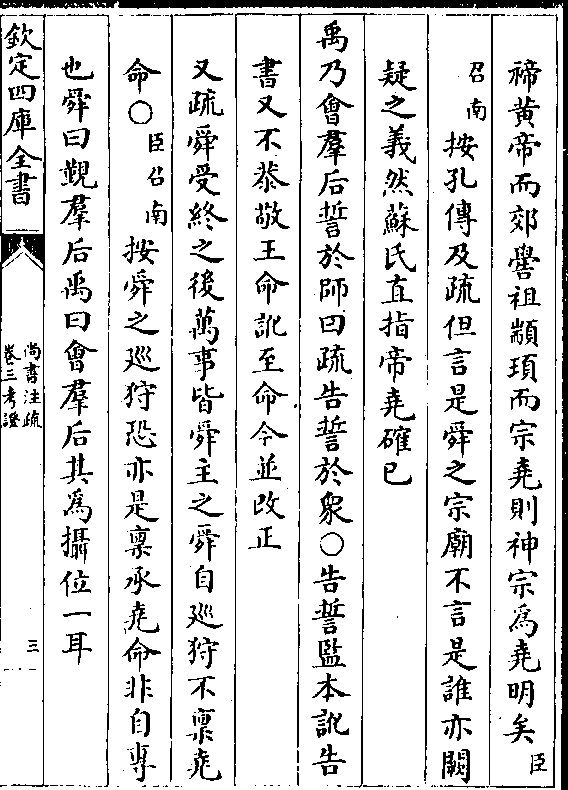 禘黄帝而郊嚳祖顓頊而宗堯則神宗爲堯明矣臣
召南按孔傳及疏但言是舜之宗廟不言是誰亦闕
疑之義然蘇氏直指帝堯確已
禹乃會羣后誓於師曰疏告誓於衆○告誓監本訛告
書又不恭敬王命訛至命今並改正
又疏舜受終之後萬事皆舜主之舜自巡狩不禀堯
命○臣召南按舜之巡狩恐亦是禀承堯命非自專
也舜曰覲羣后禹曰會羣后其爲攝位一耳
欽定四庫全書
尚書注疏
卷三考證
三